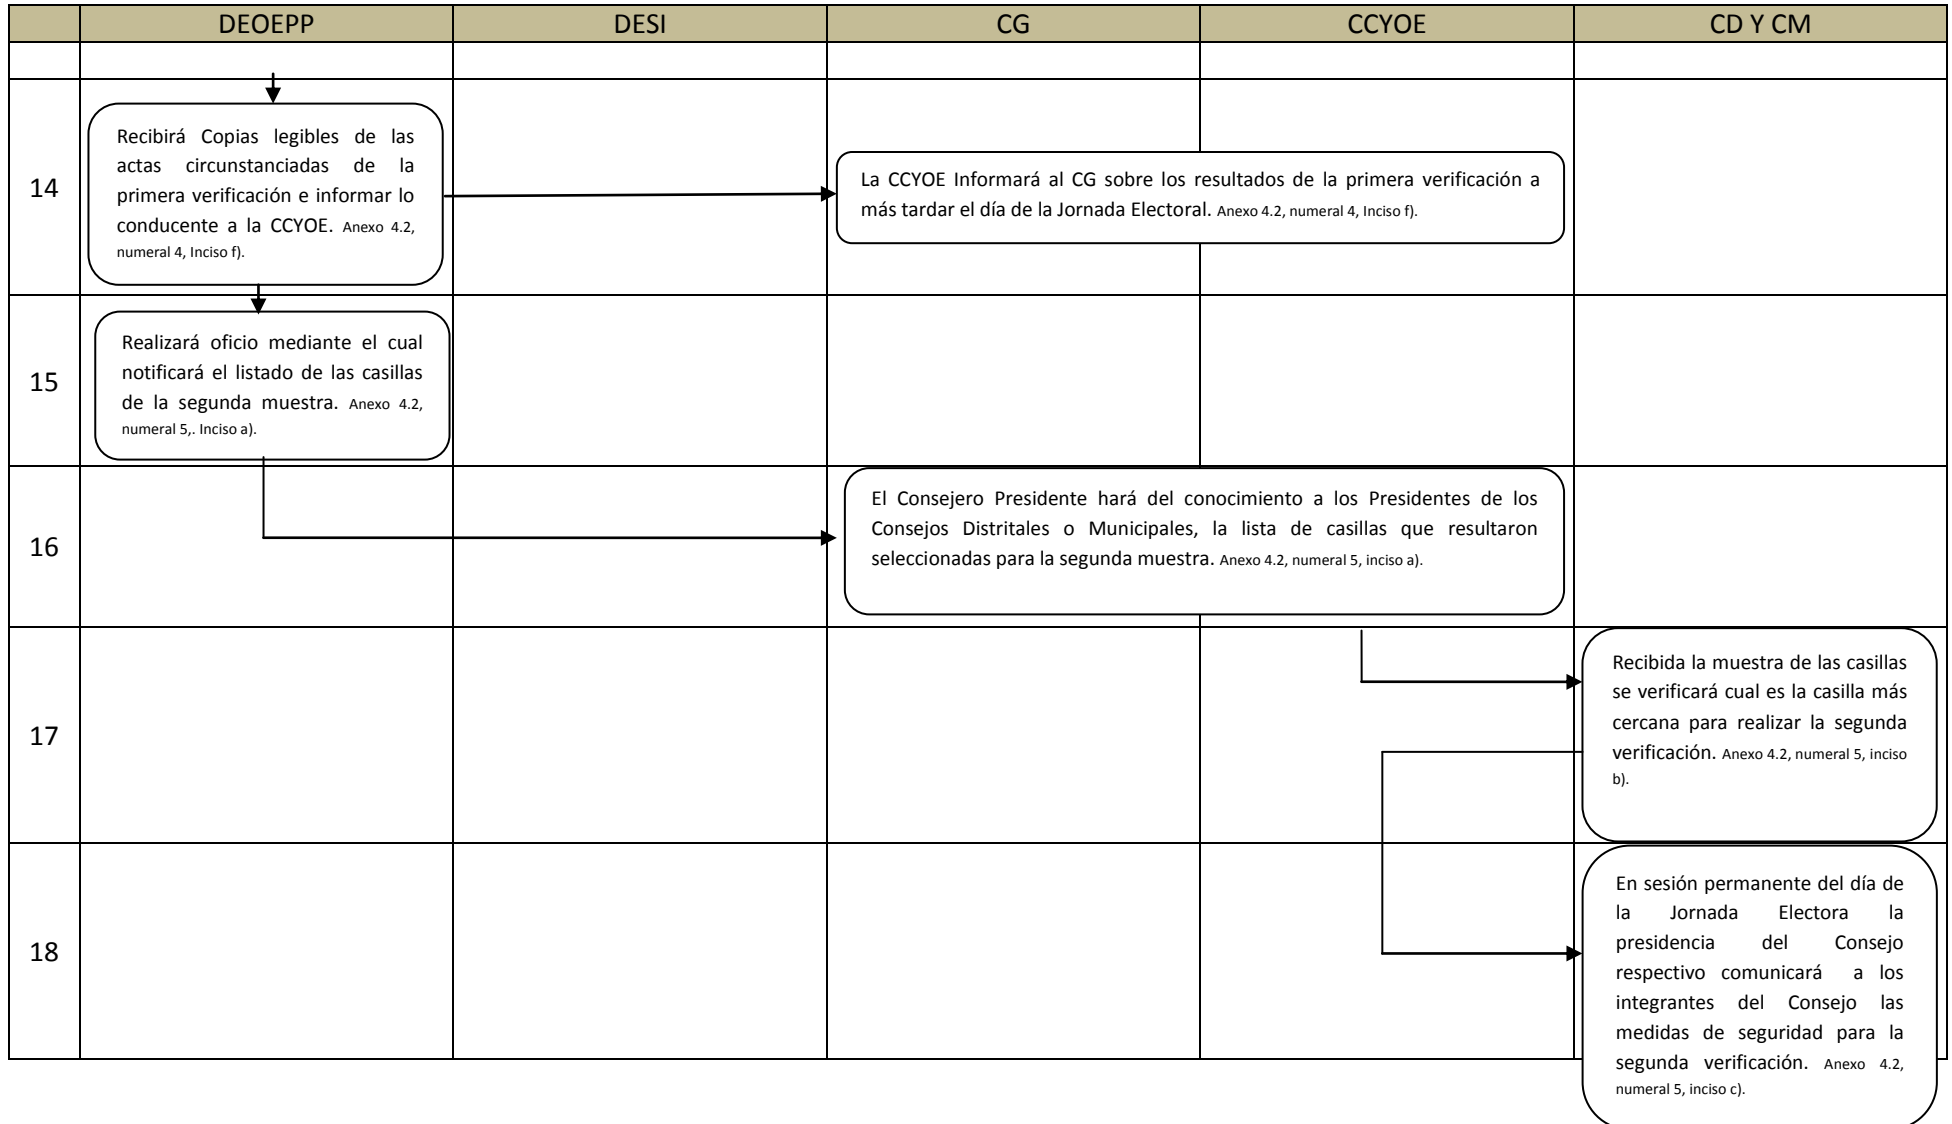 DEOEPP DESI CG CCYOE CD Y CM
14
Recibirá Copias legibles de las
actas circunstanciadas de la
primera verificación e informar lo
conducente a la CCYOE. Anexo 4.2,
numeral 4, Inciso f).
La CCYOE Informará al CG sobre los resultados de la primera verificación a
más tardar el día de la Jornada Electoral. Anexo 4.2, numeral 4, Inciso f).
15
Realizará oficio mediante el cual
notificará el listado de las casillas
de la segunda muestra. Anexo 4.2,
numeral 5,. Inciso a).
16
El Consejero Presidente hará del conocimiento a los Presidentes de los
Consejos Distritales o Municipales, la lista de casillas que resultaron
seleccionadas para la segunda muestra. Anexo 4.2, numeral 5, inciso a).
17
Recibida la muestra de las casillas
se verificará cual es la casilla más
cercana para realizar la segunda
verificación. Anexo 4.2, numeral 5, inciso
b).
18
En sesión permanente del día de
la Jornada Electora la
presidencia del Consejo
respectivo comunicará a los
integrantes del Consejo las
medidas de seguridad para la
segunda verificación. Anexo 4.2,
numeral 5, inciso c).